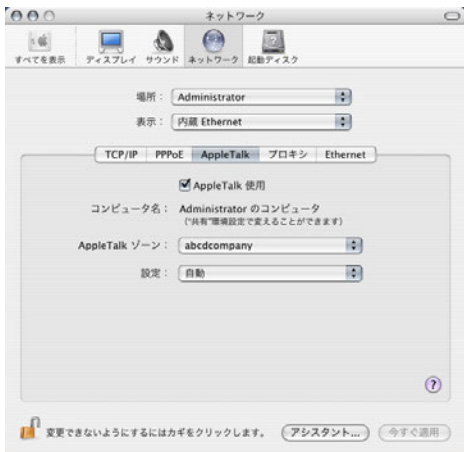 ネットワーク
すべてを表示 ディスプレイ サウンド ネットワーク 起動ディスク
場所： Administrator
表示： 内蔵 Ethernet
TCP/IP PPPoE AppleTalk プロキシ Ethernet
AppleTalk 使用
コンピュータ名： Administrator のコンピュータ
("共有"環境設定で変えることができます)
AppleTalk ゾーン： abcdcompany
設定： 自動
?
変更できないようにするにはカギをクリックします。 アシスタント... 今すぐ適用